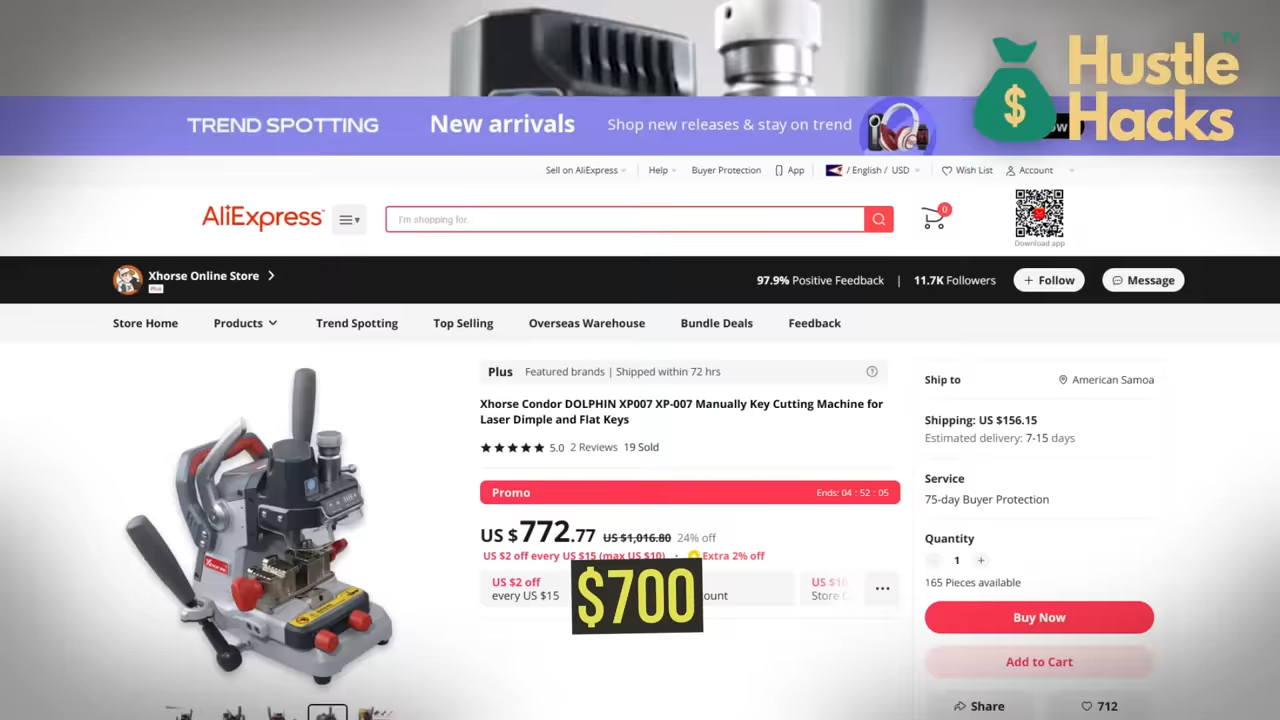 TV
Hustle
Hacks
TREND SPOTTING
New arrivals
Shop new releases & stay on trend
Sell on AliExpress
Help
Buyer Protection
App
/ English / USD
Wish List
Account
AliExpress
I'm shopping for
0
Download app
Xhorse Online Store
Plus
97.9% Positive Feedback | 11.7K Followers
+ Follow
Message
Store Home
Products
Trend Spotting
Top Selling
Overseas Warehouse
Bundle Deals
Feedback
Plus Featured brands | Shipped within 72 hrs
Xhorse Condor DOLPHIN XP007 XP-007 Manually Key Cutting Machine for
Laser Dimple and Flat Keys
5.0 2 Reviews 19 Sold
Promo
Ends: 04 : 52 : 05
US $772.77 US $1,016.80 24% off
US $2 off every US $15 (max US $10) · Extra 2% off
US $2 off
every US $15
$700
ount
US $1
Store
...
Ship to
American Samoa
Shipping: US $156.15
Estimated delivery: 7-15 days
Service
75-day Buyer Protection
Quantity
1 +
165 Pieces available
Buy Now
Add to Cart
Share
712